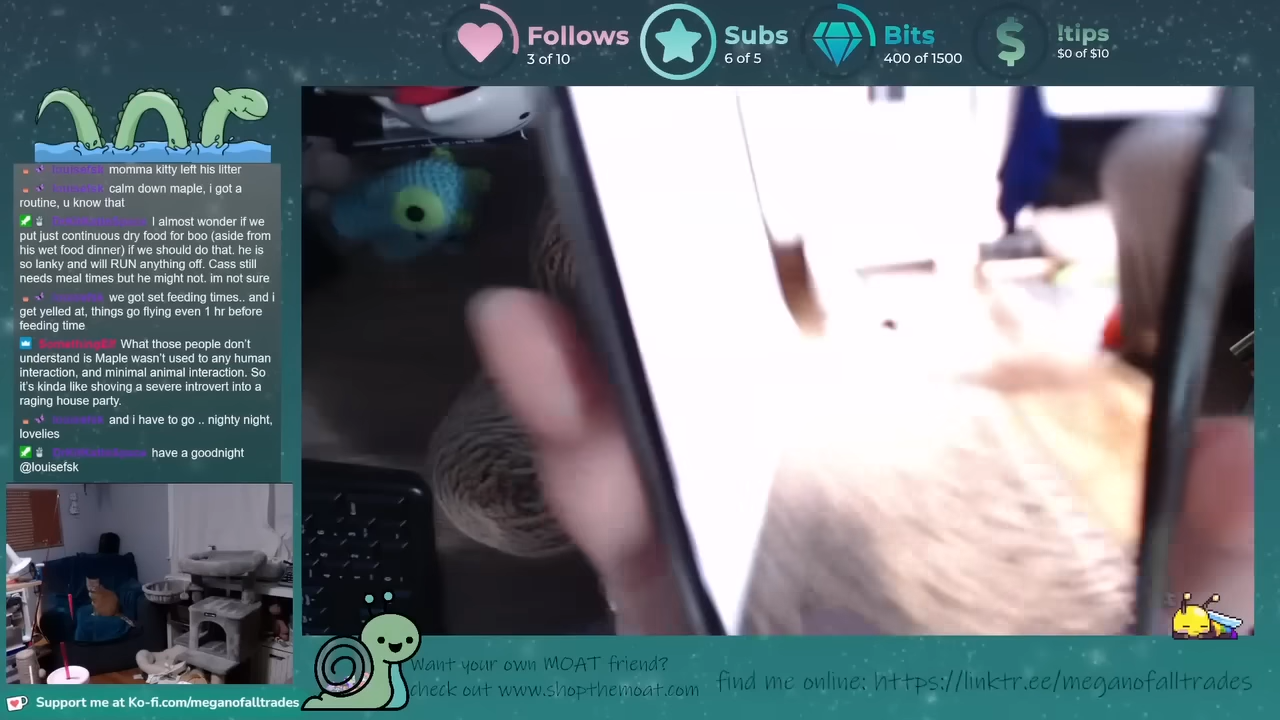 Follows
3 of 10
Subs
6 of 5
Bits
400 of 1500
!tips
$0 of $10
momma kitty left his litter
calm down maple, i got a
routine, u know that
I almost wonder if we
put just continuous dry food for boo (aside from
his wet food dinner) if we should do that. he is
so lanky and will RUN anything off. Cass still
needs meal times but he might not. im not sure
we got set feeding times.. and i
get yelled at, things go flying even 1 hr before
feeding time
What those people don't
understand is Maple wasn't used to any human
interaction, and minimal animal interaction. So
it's kinda like shoving a severe introvert into a
raging house party.
and i have to go .. nighty night,
lovelies
have a goodnight
@louisefsk
Support me at Ko-fi.com/meganofalltrades
Want your own MOAT friend?
check out www.shopthemoat.com
find me online: https://linktr.ee/meganofalltrades